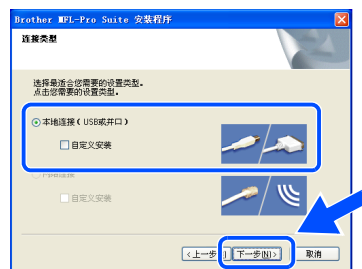 Brother MFL-Pro Suite 安装程序
连接类型
选择最适合您需要的设置类型。
点击您需要的设置类型。
本地连接（USB或并口）
自定义安装
自定义安装
<上一步 下一步(N)> 取消